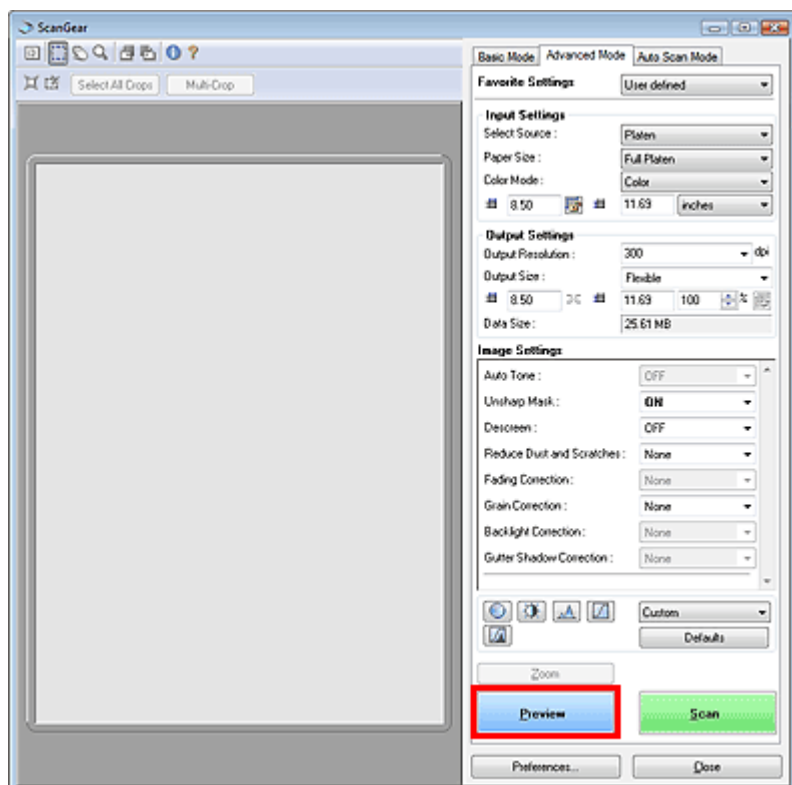 ScanGear
Select All Crops Multi-Crop
Basic Mode Advanced Mode Auto Scan Mode
Favorite Settings User defined
Input Settings
Select Source : Platen
Paper Size : Full Platen
Color Mode : Color
8.50 11.69 inches
Output Settings
Output Resolution : 300 dpi
Output Size : Flexible
8.50 11.69 100 %
Data Size : 25.61 MB
Image Settings
Auto Tone : OFF
Unsharp Mask : ON
Descreen : OFF
Reduce Dust and Scratches : None
Fading Correction : None
Grain Correction : None
Backlight Correction : None
Gutter Shadow Correction : None
Custom
Defaults
Zoom
Preview Scan
Preferences... Close